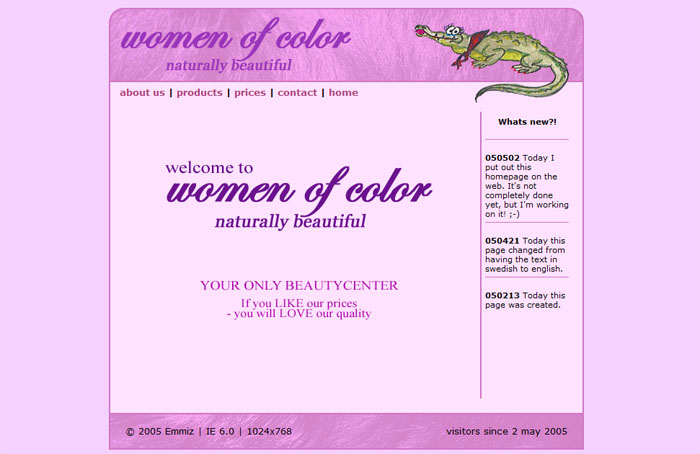 women of color
naturally beautiful
about us | products | prices | contact | home
welcome to
women of color
naturally beautiful
YOUR ONLY BEAUTYCENTER
If you LIKE our prices
- you will LOVE our quality
Whats new?!
050502 Today I
put out this
homepage on the
web. It's not
completely done
yet, but I'm working
on it! ;-)
050421 Today this
page changed from
having the text in
swedish to english.
050213 Today this
page was created.
© 2005 Emmiz | IE 6.0 | 1024x768
visitors since 2 may 2005